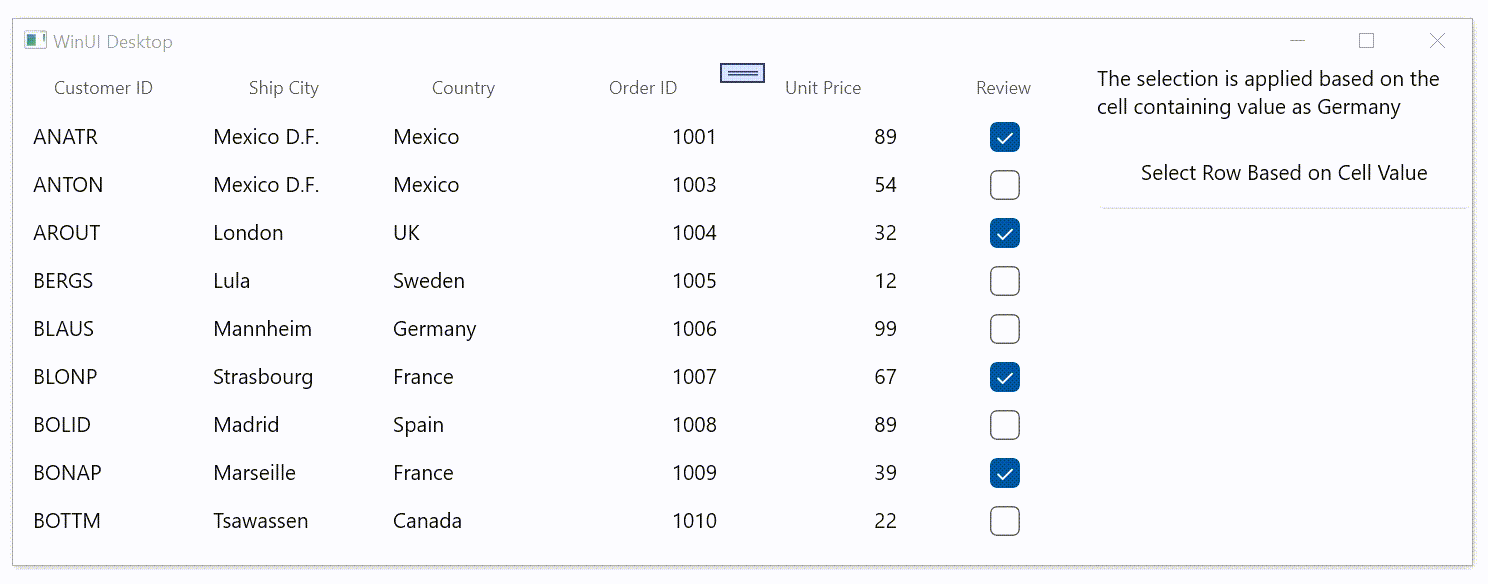 WinUI Desktop
Customer ID Ship City Country Order ID Unit Price Review
ANATR Mexico D.F. Mexico 1001 89
ANTON Mexico D.F. Mexico 1003 54
AROUT London UK 1004 32
BERGS Lula Sweden 1005 12
BLAUS Mannheim Germany 1006 99
BLONP Strasbourg France 1007 67
BOLID Madrid Spain 1008 89
BONAP Marseille France 1009 39
BOTTM Tsawassen Canada 1010 22
The selection is applied based on the
cell containing value as Germany
Select Row Based on Cell Value